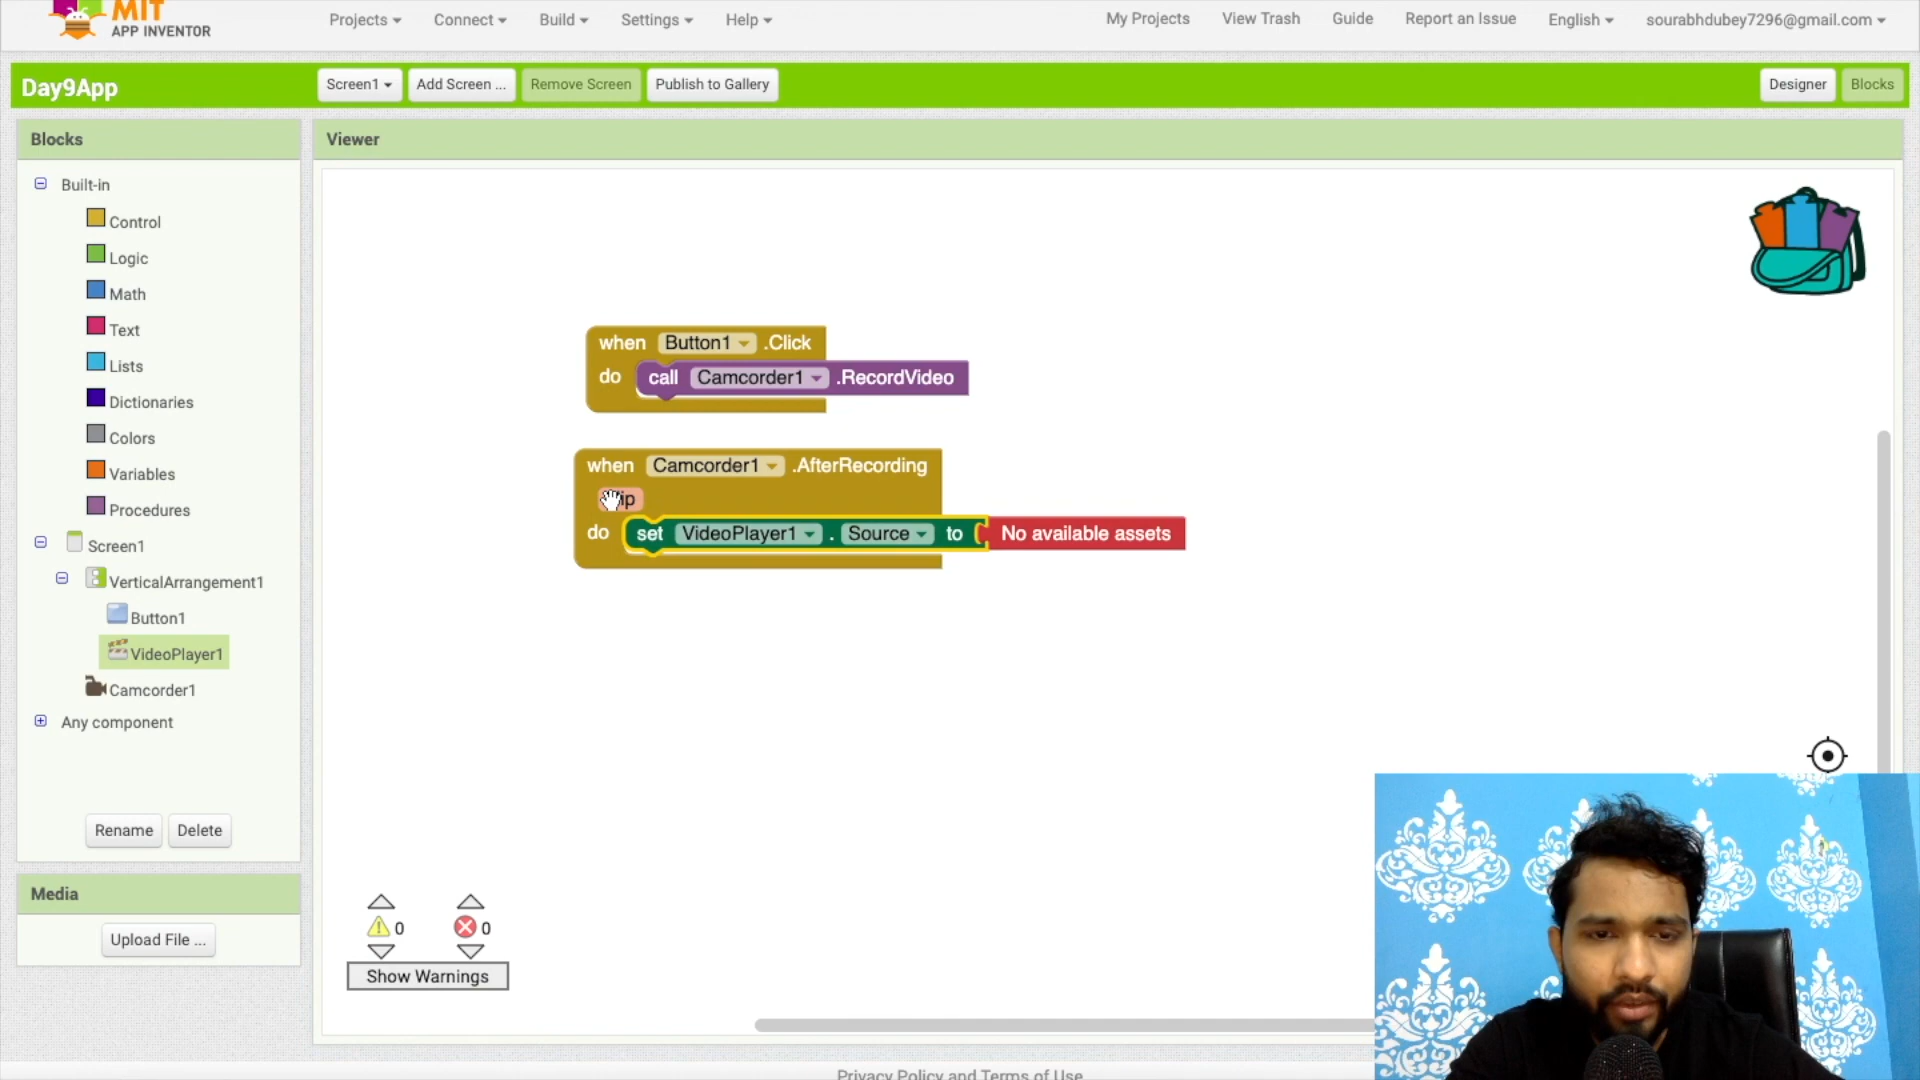 MIT
APP INVENTOR
Projects
Connect
Build
Settings
Help
My Projects
View Trash
Guide
Report an Issue
English
sourabhdubey7296@gmail.com
Day9App
Screen1
Add Screen ...
Remove Screen
Publish to Gallery
Designer
Blocks
Blocks
Viewer
Built-in
Control
Logic
Math
Text
Lists
Dictionaries
Colors
Variables
Procedures
Screen1
VerticalArrangement1
Button1
VideoPlayer1
Camcorder1
Any component
Rename
Delete
Media
Upload File ...
when Button1 .Click
do call Camcorder1 .RecordVideo
when Camcorder1 .AfterRecording
do set VideoPlayer1 . Source to No available assets
0
0
Show Warnings
Privacy Policy and Terms of Use